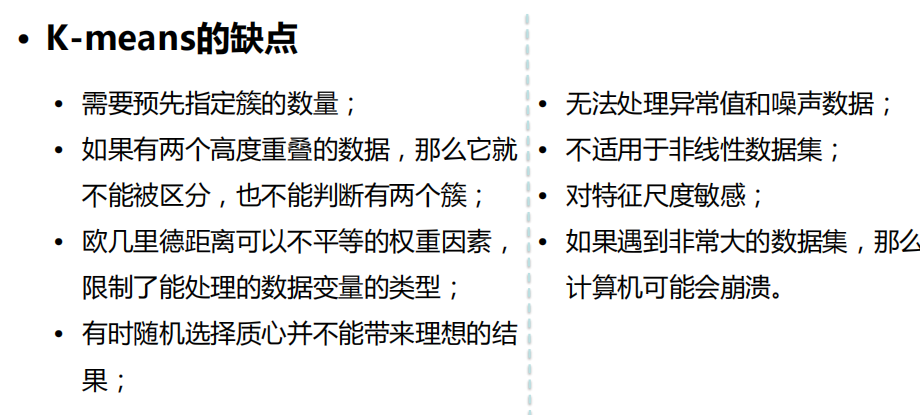 • K-means的缺点
• 需要预先指定簇的数量；
• 如果有两个高度重叠的数据，那么它就
不能被区分，也不能判断有两个簇；
• 欧几里德距离可以不平等的权重因素，
限制了能处理的数据变量的类型；
• 有时随机选择质心并不能带来理想的结
果；
• 无法处理异常值和噪声数据；
• 不适用于非线性数据集；
• 对特征尺度敏感；
• 如果遇到非常大的数据集，那么
计算机可能会崩溃。